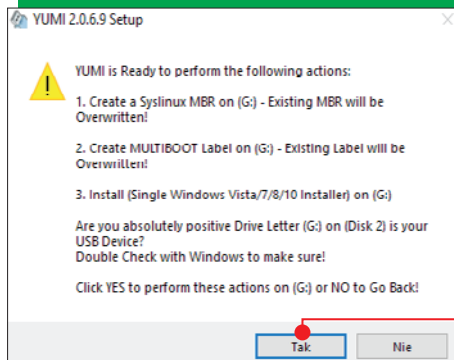 YUMI 2.0.6.9 Setup
YUMI is Ready to perform the following actions:
1. Create a Syslinux MBR on (G:) - Existing MBR will be
Overwritten!
2. Create MULTIBOOT Label on (G:) - Existing Label will be
Overwritten!
3. Install (Single Windows Vista/7/8/10 Installer) on (G:)
Are you absolutely positive Drive Letter (G:) on (Disk 2) is your
USB Device?
Double Check with Windows to make sure!
Click YES to perform these actions on (G:) or NO to Go Back!
Tak
Nie